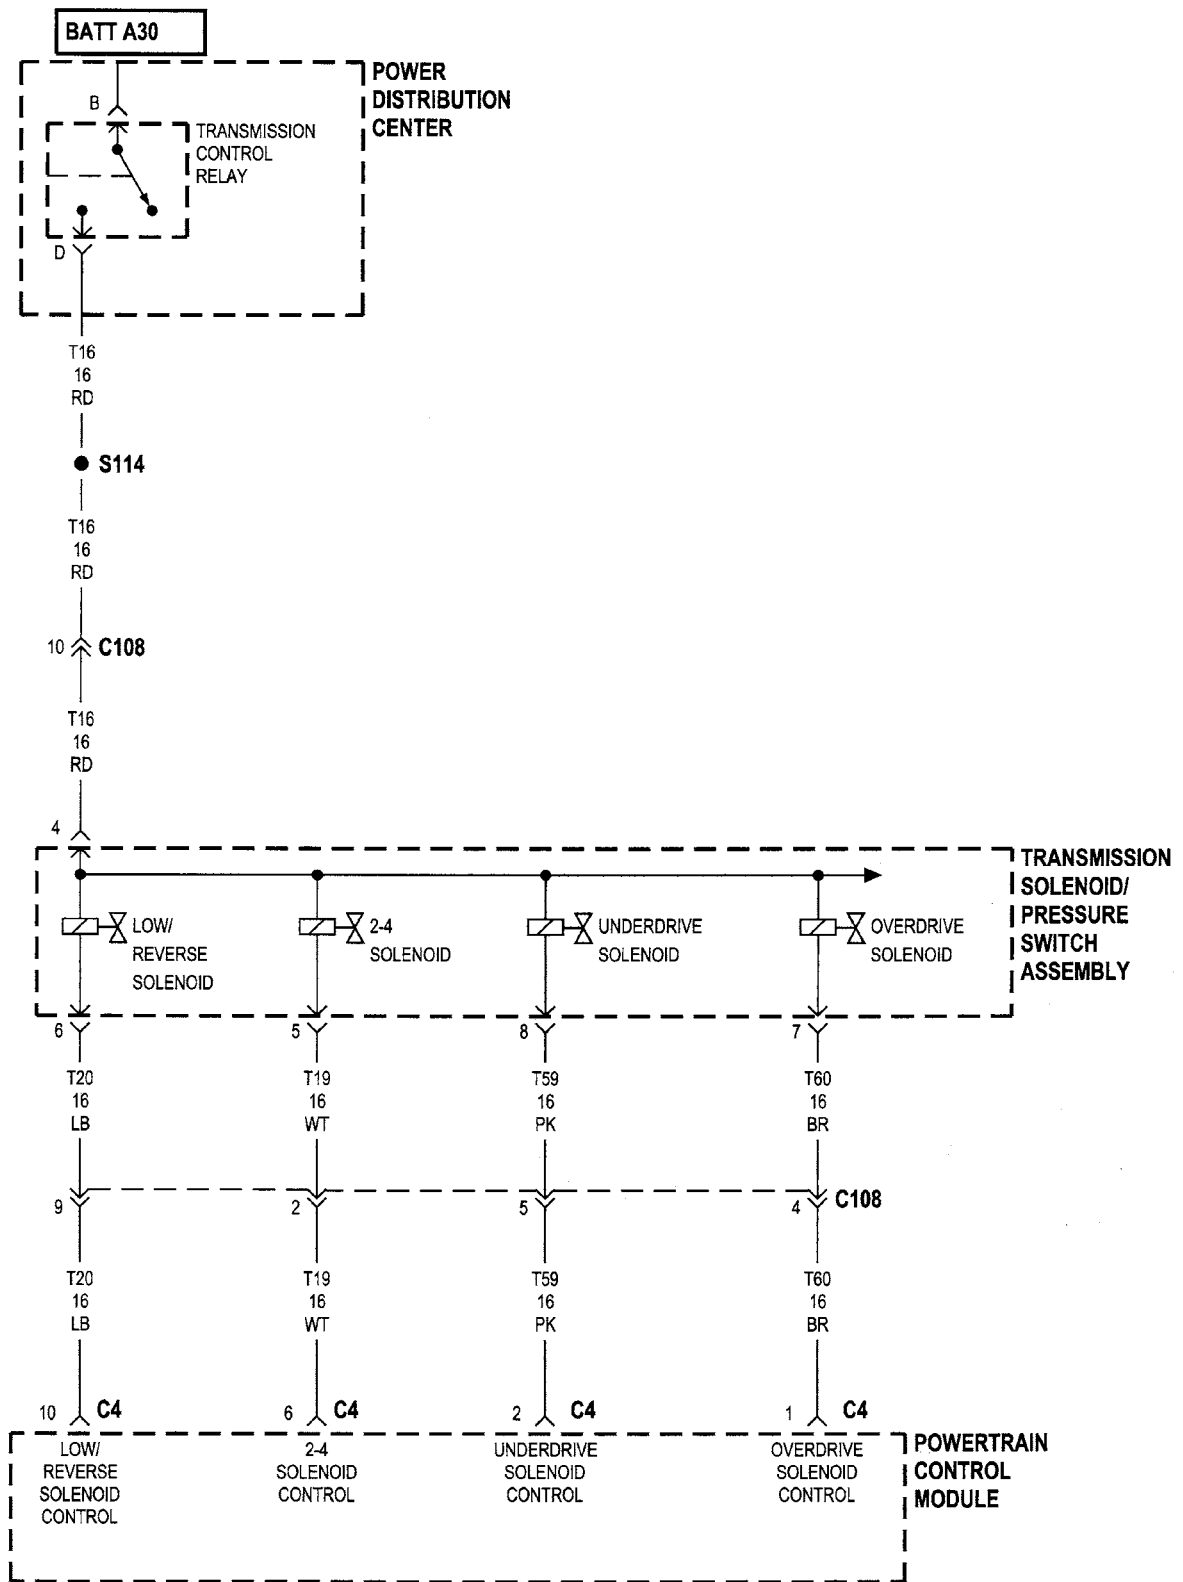 BATT A30
POWER
DISTRIBUTION
CENTER
B
TRANSMISSION
CONTROL
RELAY
D
T16
16
RD
S114
T16
16
RD
10 C108
T16
16
RD
4
TRANSMISSION
SOLENOID/
PRESSURE
SWITCH
ASSEMBLY
LOW/
REVERSE
SOLENOID
2-4
SOLENOID
UNDERDRIVE
SOLENOID
OVERDRIVE
SOLENOID
6 5 8 7
T20 T19 T59 T60
16 16 16 16
LB WT PK BR
9 2 5 4 C108
T20 T19 T59 T60
16 16 16 16
LB WT PK BR
10 C4 6 C4 2 C4 1 C4
LOW/
REVERSE
SOLENOID
CONTROL
2-4
SOLENOID
CONTROL
UNDERDRIVE
SOLENOID
CONTROL
OVERDRIVE
SOLENOID
CONTROL
POWERTRAIN
CONTROL
MODULE